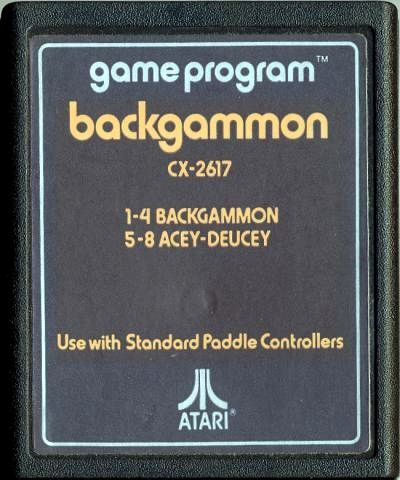 game program™
backgammon
CX-2617
1-4 BACKGAMMON
5-8 ACEY-DEUCEY
Use with Standard Paddle Controllers
ATARI®